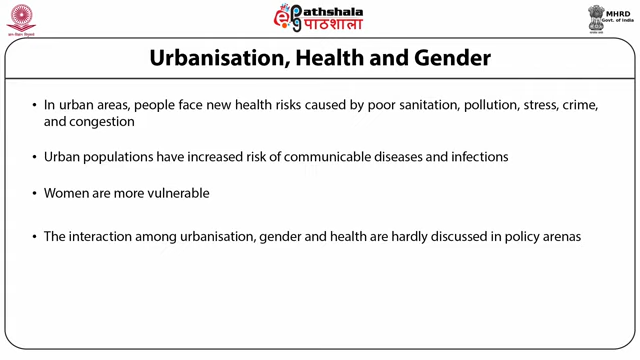 ePathshala
पाठशाला
MHRD
Govt. of India
Urbanisation, Health and Gender
• In urban areas, people face new health risks caused by poor sanitation, pollution, stress, crime,
and congestion
• Urban populations have increased risk of communicable diseases and infections
• Women are more vulnerable
• The interaction among urbanisation, gender and health are hardly discussed in policy arenas